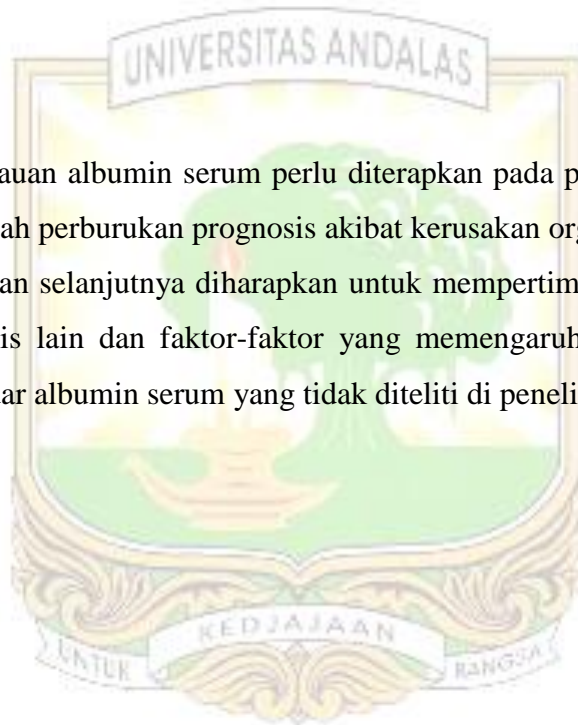 UNIVERSITAS ANDALAS
auan albumin serum perlu diterapkan pada p
ah perburukan prognosis akibat kerusakan org
an selanjutnya diharapkan untuk mempertim
is lain dan faktor-faktor yang memengaruh
ar albumin serum yang tidak diteliti di peneli
KEDJAJAAN
UNTUK
BANGSA